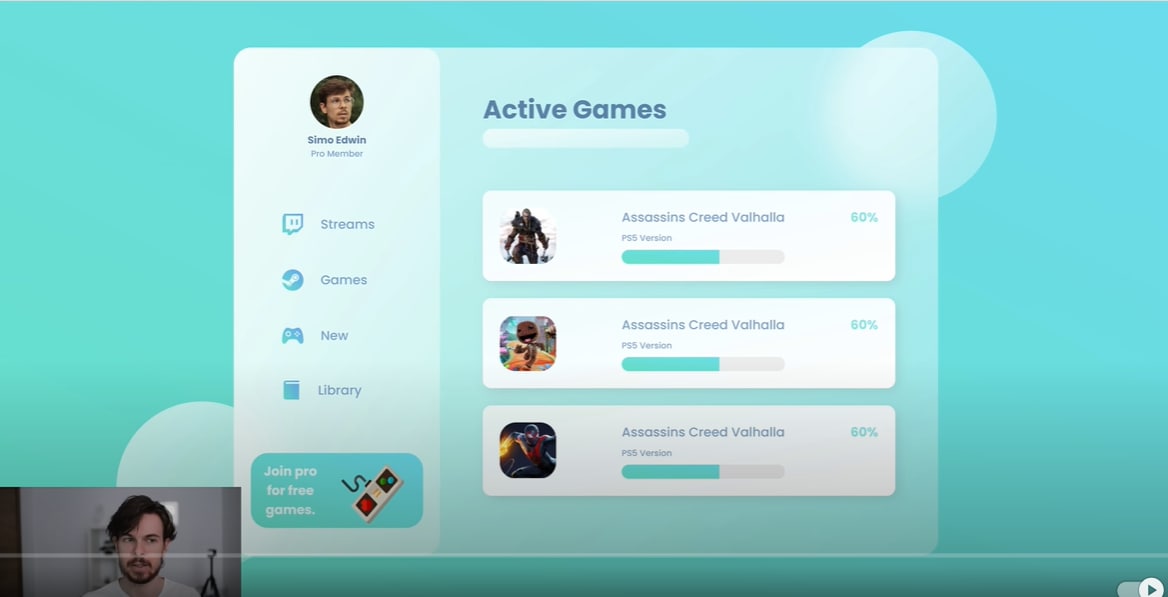 Simo Edwin
Pro Member
Streams
Games
New
Library
Join pro
for free
games.
Active Games
Assassins Creed Valhalla
60%
PS5 Version
Assassins Creed Valhalla
60%
PS5 Version
Assassins Creed Valhalla
60%
PS5 Version